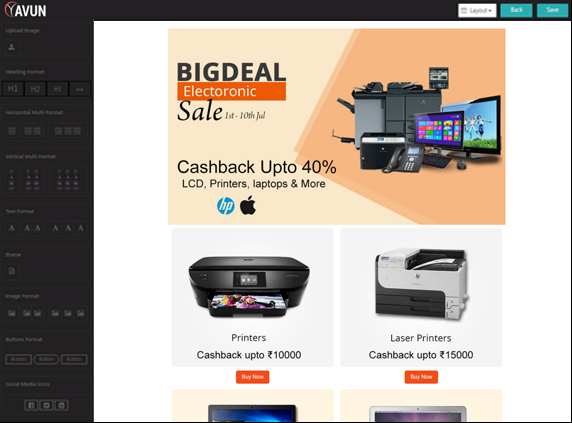 YAVUN
Layout
Back
Save
Upload Image
Heading Format
H1 H2 H3
Horizontal Multi Format
Vertical Multi Format
Text Format
A A A A A A
Theme
Image Format
Buttons Format
Button Button Button
Social Media Icons
BIGDEAL
Electoronic
Sale 1st - 10th Jul
Cashback Upto 40%
LCD, Printers, laptops & More
hp
Printers
Cashback upto ₹10000
Buy Now
Laser Printers
Cashback upto ₹15000
Buy Now